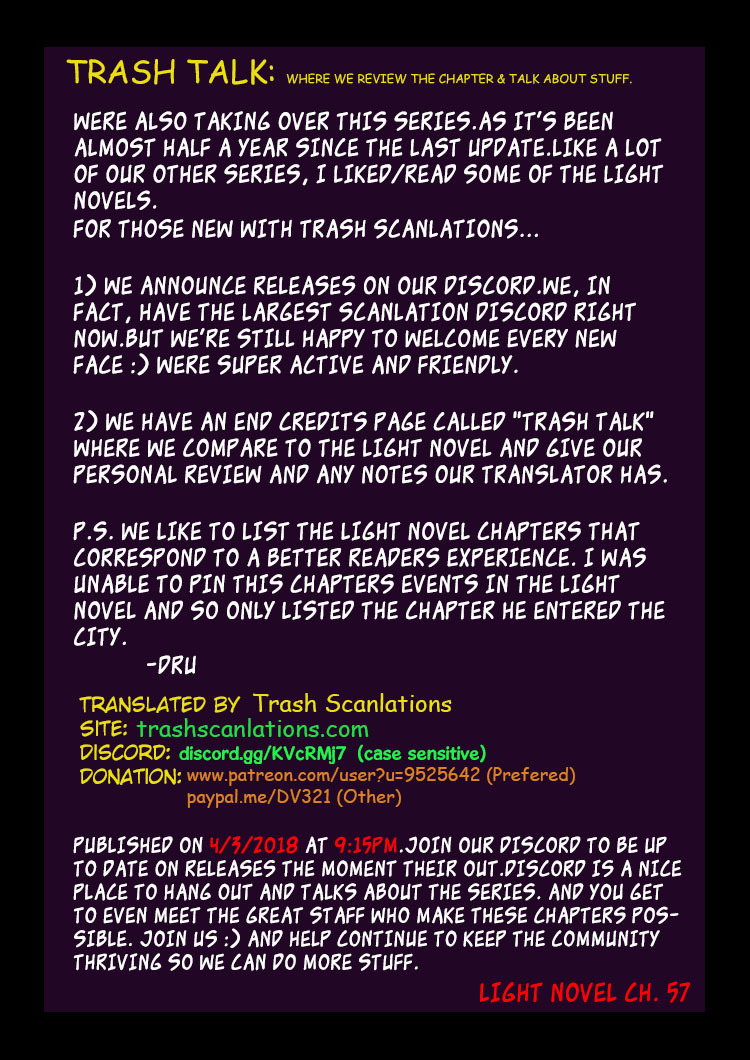 TRASH TALK: WHERE WE REVIEW THE CHAPTER & TALK ABOUT STUFF.
WERE ALSO TAKING OVER THIS SERIES.AS IT'S BEEN
ALMOST HALF A YEAR SINCE THE LAST UPDATE.LIKE A LOT
OF OUR OTHER SERIES, I LIKED/READ SOME OF THE LIGHT
NOVELS.
FOR THOSE NEW WITH TRASH SCANLATIONS...
1) WE ANNOUNCE RELEASES ON OUR DISCORD.WE, IN
FACT, HAVE THE LARGEST SCANLATION DISCORD RIGHT
NOW.BUT WE'RE STILL HAPPY TO WELCOME EVERY NEW
FACE :) WERE SUPER ACTIVE AND FRIENDLY.
2) WE HAVE AN END CREDITS PAGE CALLED "TRASH TALK"
WHERE WE COMPARE TO THE LIGHT NOVEL AND GIVE OUR
PERSONAL REVIEW AND ANY NOTES OUR TRANSLATOR HAS.
P.S. WE LIKE TO LIST THE LIGHT NOVEL CHAPTERS THAT
CORRESPOND TO A BETTER READERS EXPERIENCE. I WAS
UNABLE TO PIN THIS CHAPTERS EVENTS IN THE LIGHT
NOVEL AND SO ONLY LISTED THE CHAPTER HE ENTERED THE
CITY.
-DRU
TRANSLATED BY Trash Scanlations
SITE: trashscanlations.com
DISCORD: discord.gg/KVcRMj7 (case sensitive)
DONATION: www.patreon.com/user?u=9525642 (Prefered)
paypal.me/DV321 (Other)
PUBLISHED ON 4/3/2018 AT 9:15PM.JOIN OUR DISCORD TO BE UP
TO DATE ON RELEASES THE MOMENT THEIR OUT.DISCORD IS A NICE
PLACE TO HANG OUT AND TALKS ABOUT THE SERIES. AND YOU GET
TO EVEN MEET THE GREAT STAFF WHO MAKE THESE CHAPTERS POS-
SIBLE. JOIN US :) AND HELP CONTINUE TO KEEP THE COMMUNITY
THRIVING SO WE CAN DO MORE STUFF.
LIGHT NOVEL CH. 57